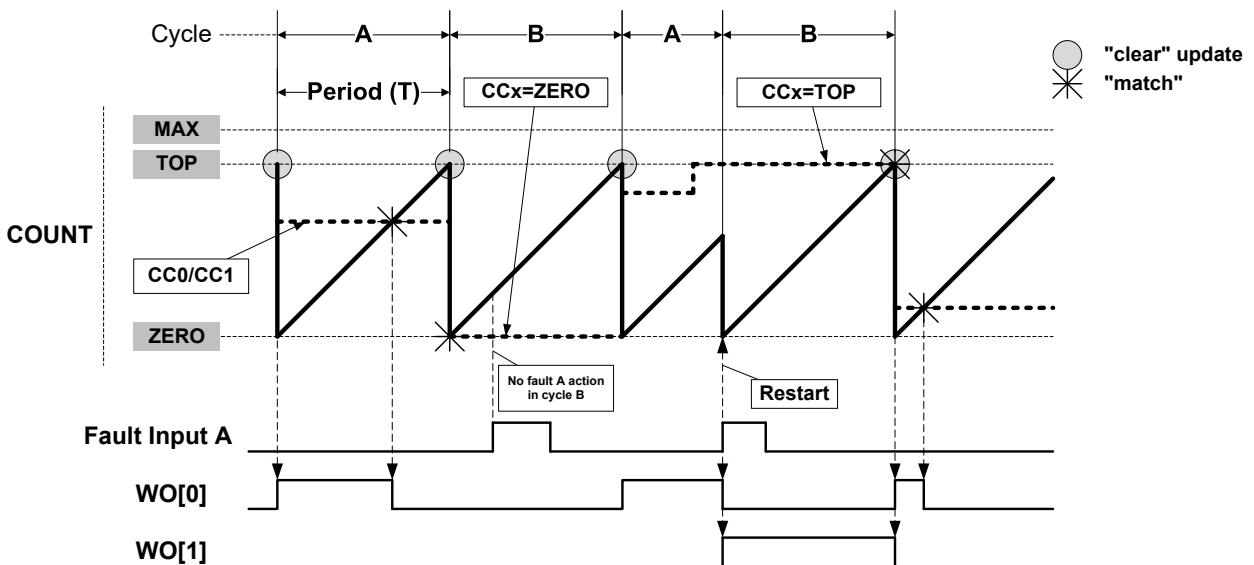 Cycle A B A B
"clear" update
"match"
Period (T)
CCx=ZERO
CCx=TOP
MAX
TOP
COUNT
CC0/CC1
ZERO
No fault A action
in cycle B
Restart
Fault Input A
WO[0]
WO[1]